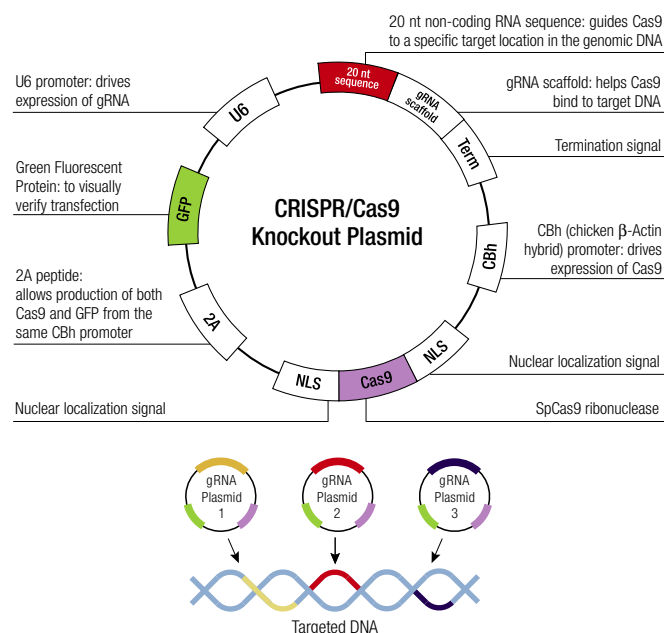 20 nt non-coding RNA sequence: guides Cas9
to a specific target location in the genomic DNA
U6 promoter: drives
expression of gRNA
gRNA scaffold: helps Cas9
bind to target DNA
Termination signal
Green Fluorescent
Protein: to visually
verify transfection
CBh (chicken β-Actin
hybrid) promoter: drives
expression of Cas9
2A peptide:
allows production of both
Cas9 and GFP from the
same CBh promoter
Nuclear localization signal
Nuclear localization signal
SpCas9 ribonuclease
20 nt
sequence
gRNA
scaffold
Term
CBh
NLS
Cas9
NLS
2A
GFP
U6
CRISPR/Cas9
Knockout Plasmid
gRNA
Plasmid
1
gRNA
Plasmid
2
gRNA
Plasmid
3
Targeted DNA